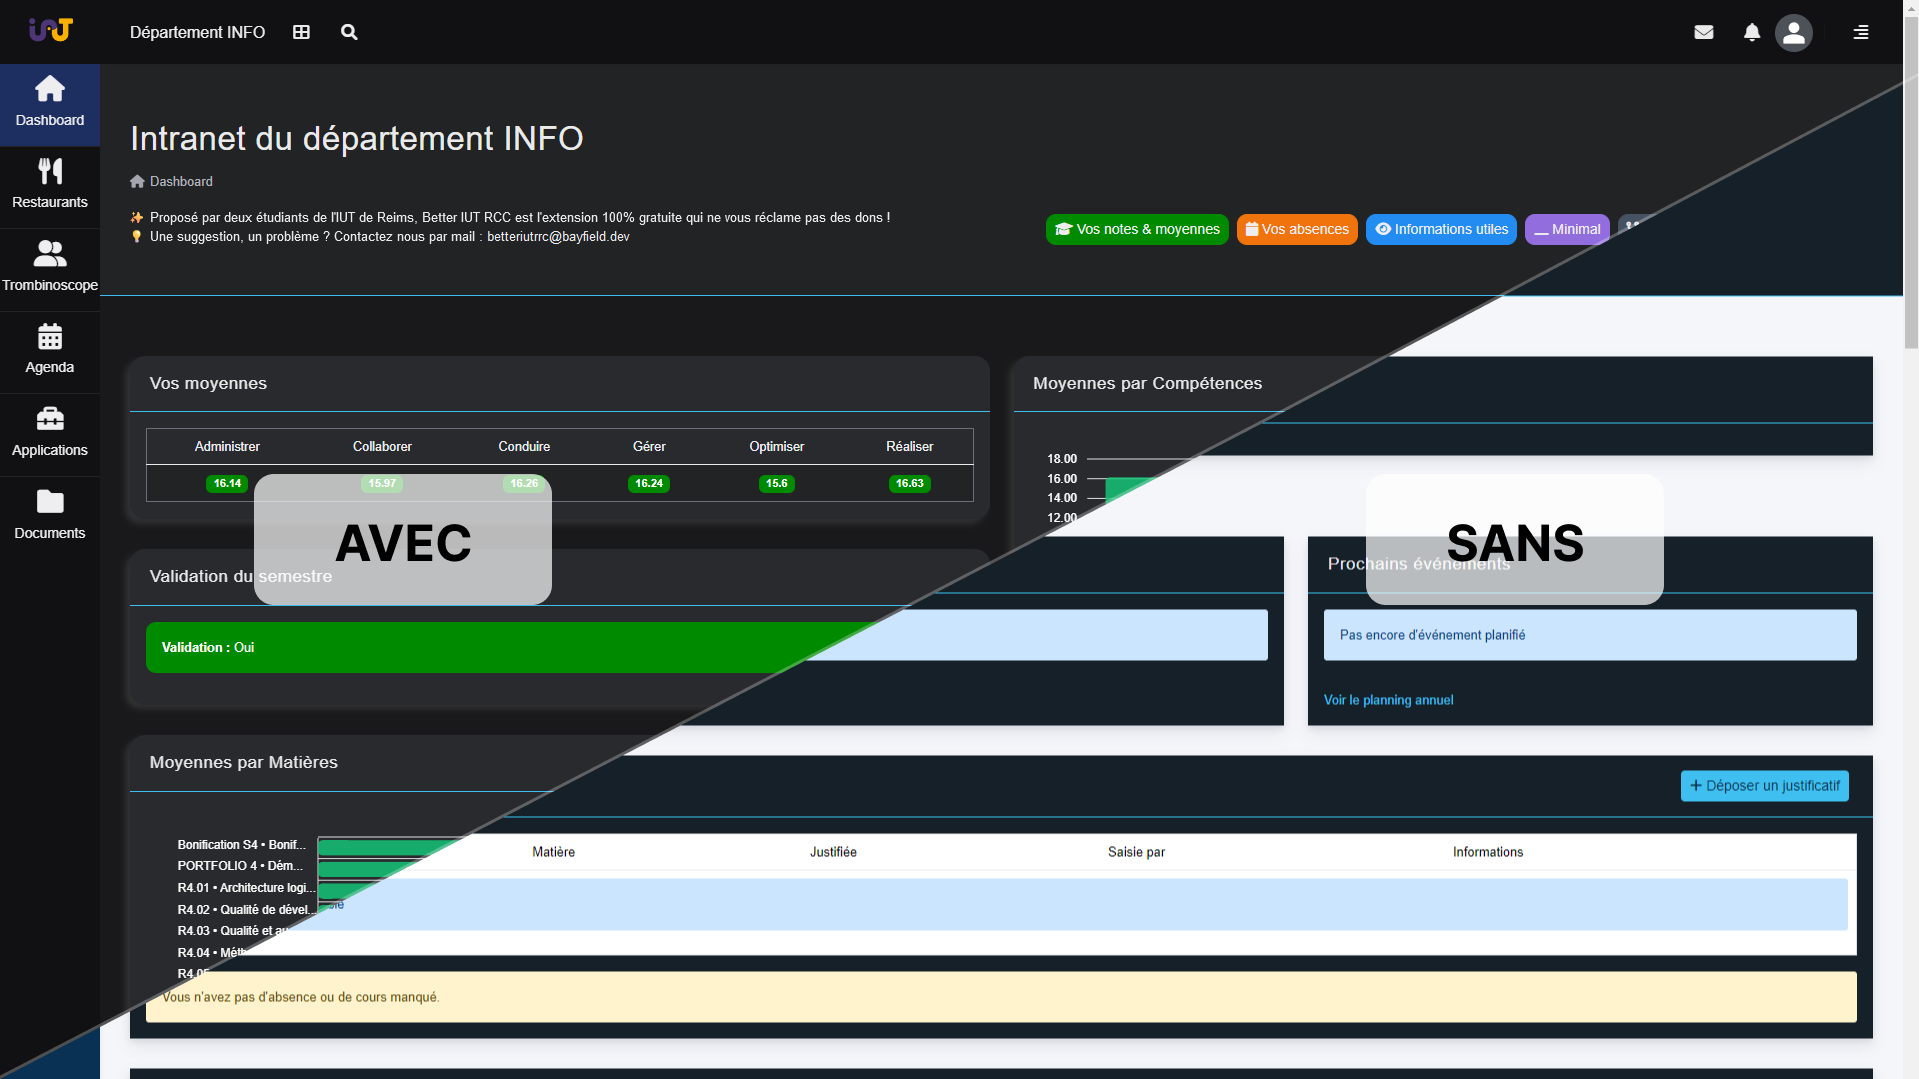 Département INFO
Dashboard
Restaurants
Trombinoscope
Agenda
Applications
Documents
Intranet du département INFO
Dashboard
✨ Proposé par deux étudiants de l'IUT de Reims, Better IUT RCC est l'extension 100% gratuite qui ne vous réclame pas des dons !
💡 Une suggestion, un problème ? Contactez nous par mail : betteriutrcc@bayfield.dev
Vos notes & moyennes
Vos absences
Informations utiles
Minimal
Vos moyennes
Administrer Collaborer Conduire Gérer Optimiser Réaliser
16.14 15.97 16.26 16.24 15.6 16.63
AVEC
Moyennes par Compétences
18.00
16.00
14.00
12.00
SANS
Validation du semestre
Validation : Oui
Prochains événements
Pas encore d'événement planifié
Voir le planning annuel
Moyennes par Matières
+ Déposer un justificatif
Bonification S4 • Bonif...
PORTFOLIO 4 • Dém...
R4.01 • Architecture logi...
R4.02 • Qualité de dével...
R4.03 • Qualité et au
R4.04 • Méth
R4.05
Matière Justifiée Saisie par Informations
Vous n'avez pas d'absence ou de cours manqué.